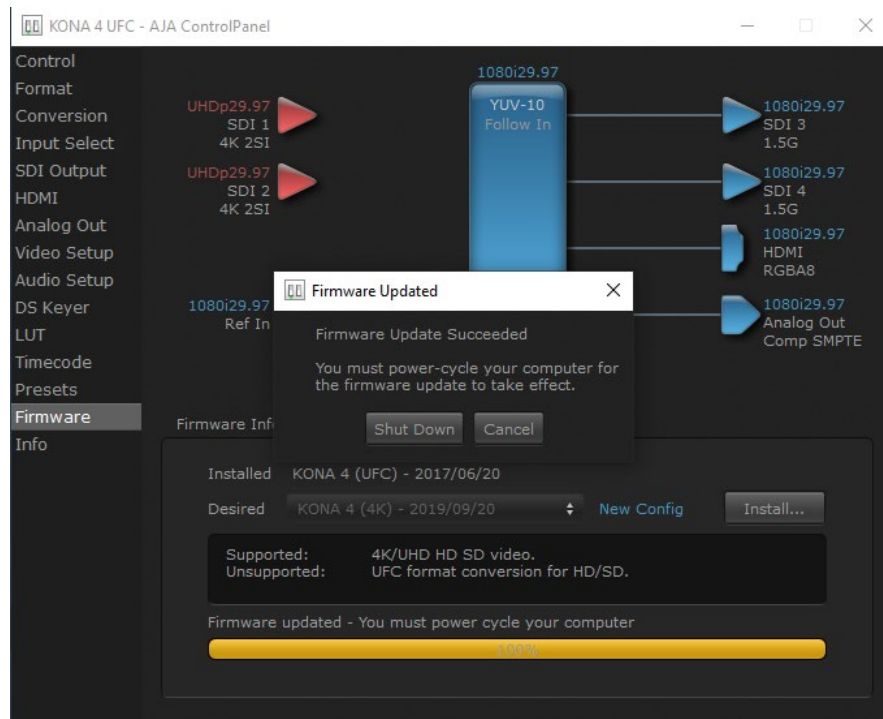 KONA 4 UFC - AJA ControlPanel
Control
Format
Conversion
Input Select
SDI Output
HDMI
Analog Out
Video Setup
Audio Setup
DS Keyer
LUT
Timecode
Presets
Firmware
Info
1080i29.97
YUV-10
Follow In
UHDp29.97
SDI 1
4K 2SI
UHDp29.97
SDI 2
4K 2SI
1080i29.97
Ref In
1080i29.97
SDI 3
1.5G
1080i29.97
SDI 4
1.5G
1080i29.97
HDMI
RGBA8
1080i29.97
Analog Out
Comp SMPTE
Firmware Updated
Firmware Update Succeeded
You must power-cycle your computer for
the firmware update to take effect.
Shut Down Cancel
Firmware Inf
Installed KONA 4 (UFC) - 2017/06/20
Desired KONA 4 (4K) - 2019/09/20 New Config Install...
Supported: 4K/UHD HD SD video.
Unsupported: UFC format conversion for HD/SD.
Firmware updated - You must power cycle your computer
100%